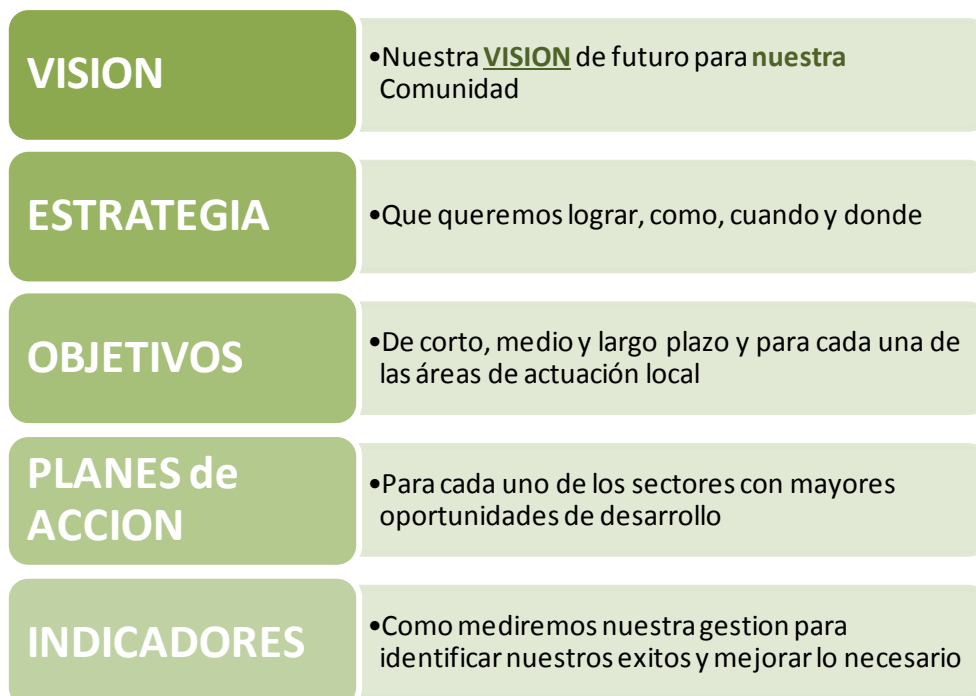 VISION
•Nuestra VISION de futuro para nuestra
Comunidad
ESTRATEGIA
•Que queremos lograr, como, cuando y donde
OBJETIVOS
•De corto, medio y largo plazo y para cada una de
las áreas de actuación local
PLANES de
ACCION
•Para cada uno de los sectores con mayores
oportunidades de desarrollo
INDICADORES
•Como mediremos nuestra gestion para
identificar nuestros exitos y mejorar lo necesario